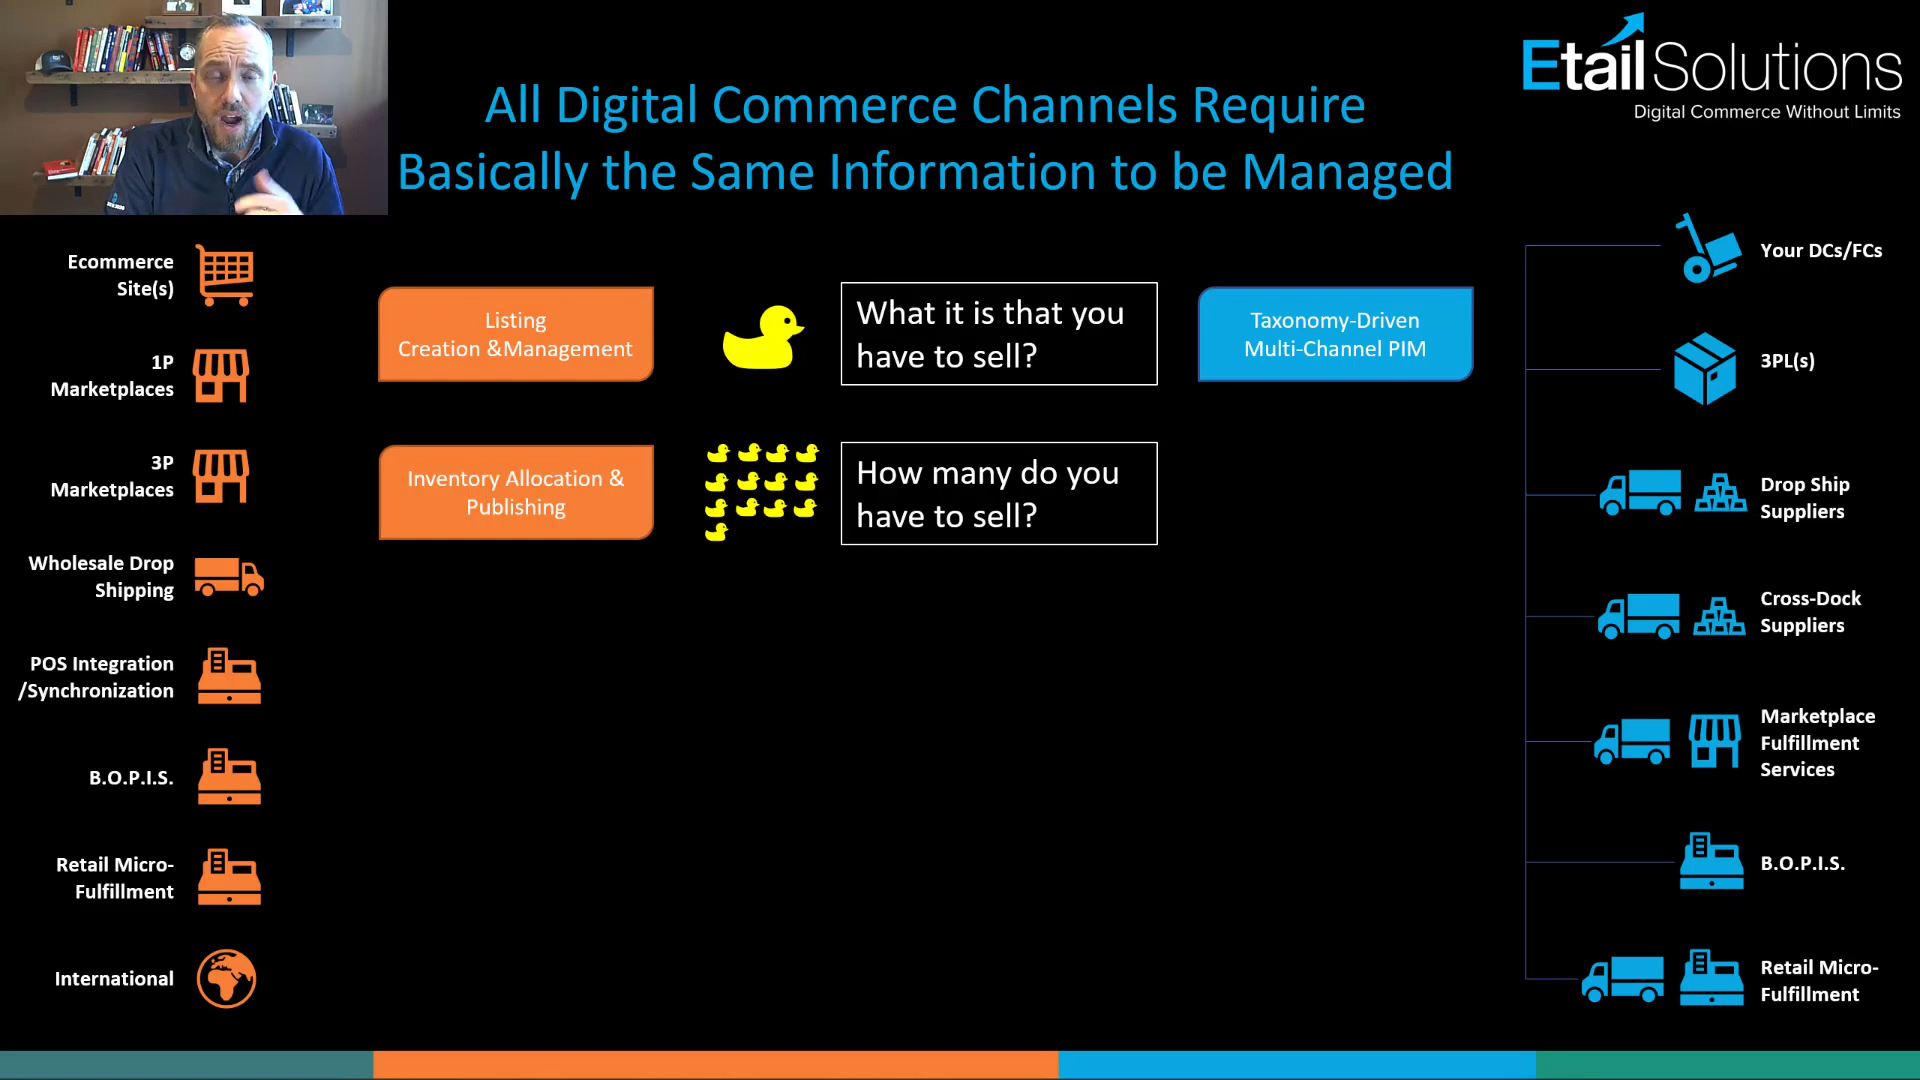 Etail Solutions
Digital Commerce Without Limits
All Digital Commerce Channels Require
Basically the Same Information to be Managed
Ecommerce
Site(s)
1P
Marketplaces
3P
Marketplaces
Wholesale Drop
Shipping
POS Integration
/Synchronization
B.O.P.I.S.
Retail Micro-
Fulfillment
International
Listing
Creation &Management
What it is that you
have to sell?
Taxonomy-Driven
Multi-Channel PIM
Inventory Allocation &
Publishing
How many do you
have to sell?
Your DCs/FCs
3PL(s)
Drop Ship
Suppliers
Cross-Dock
Suppliers
Marketplace
Fulfillment
Services
B.O.P.I.S.
Retail Micro-
Fulfillment